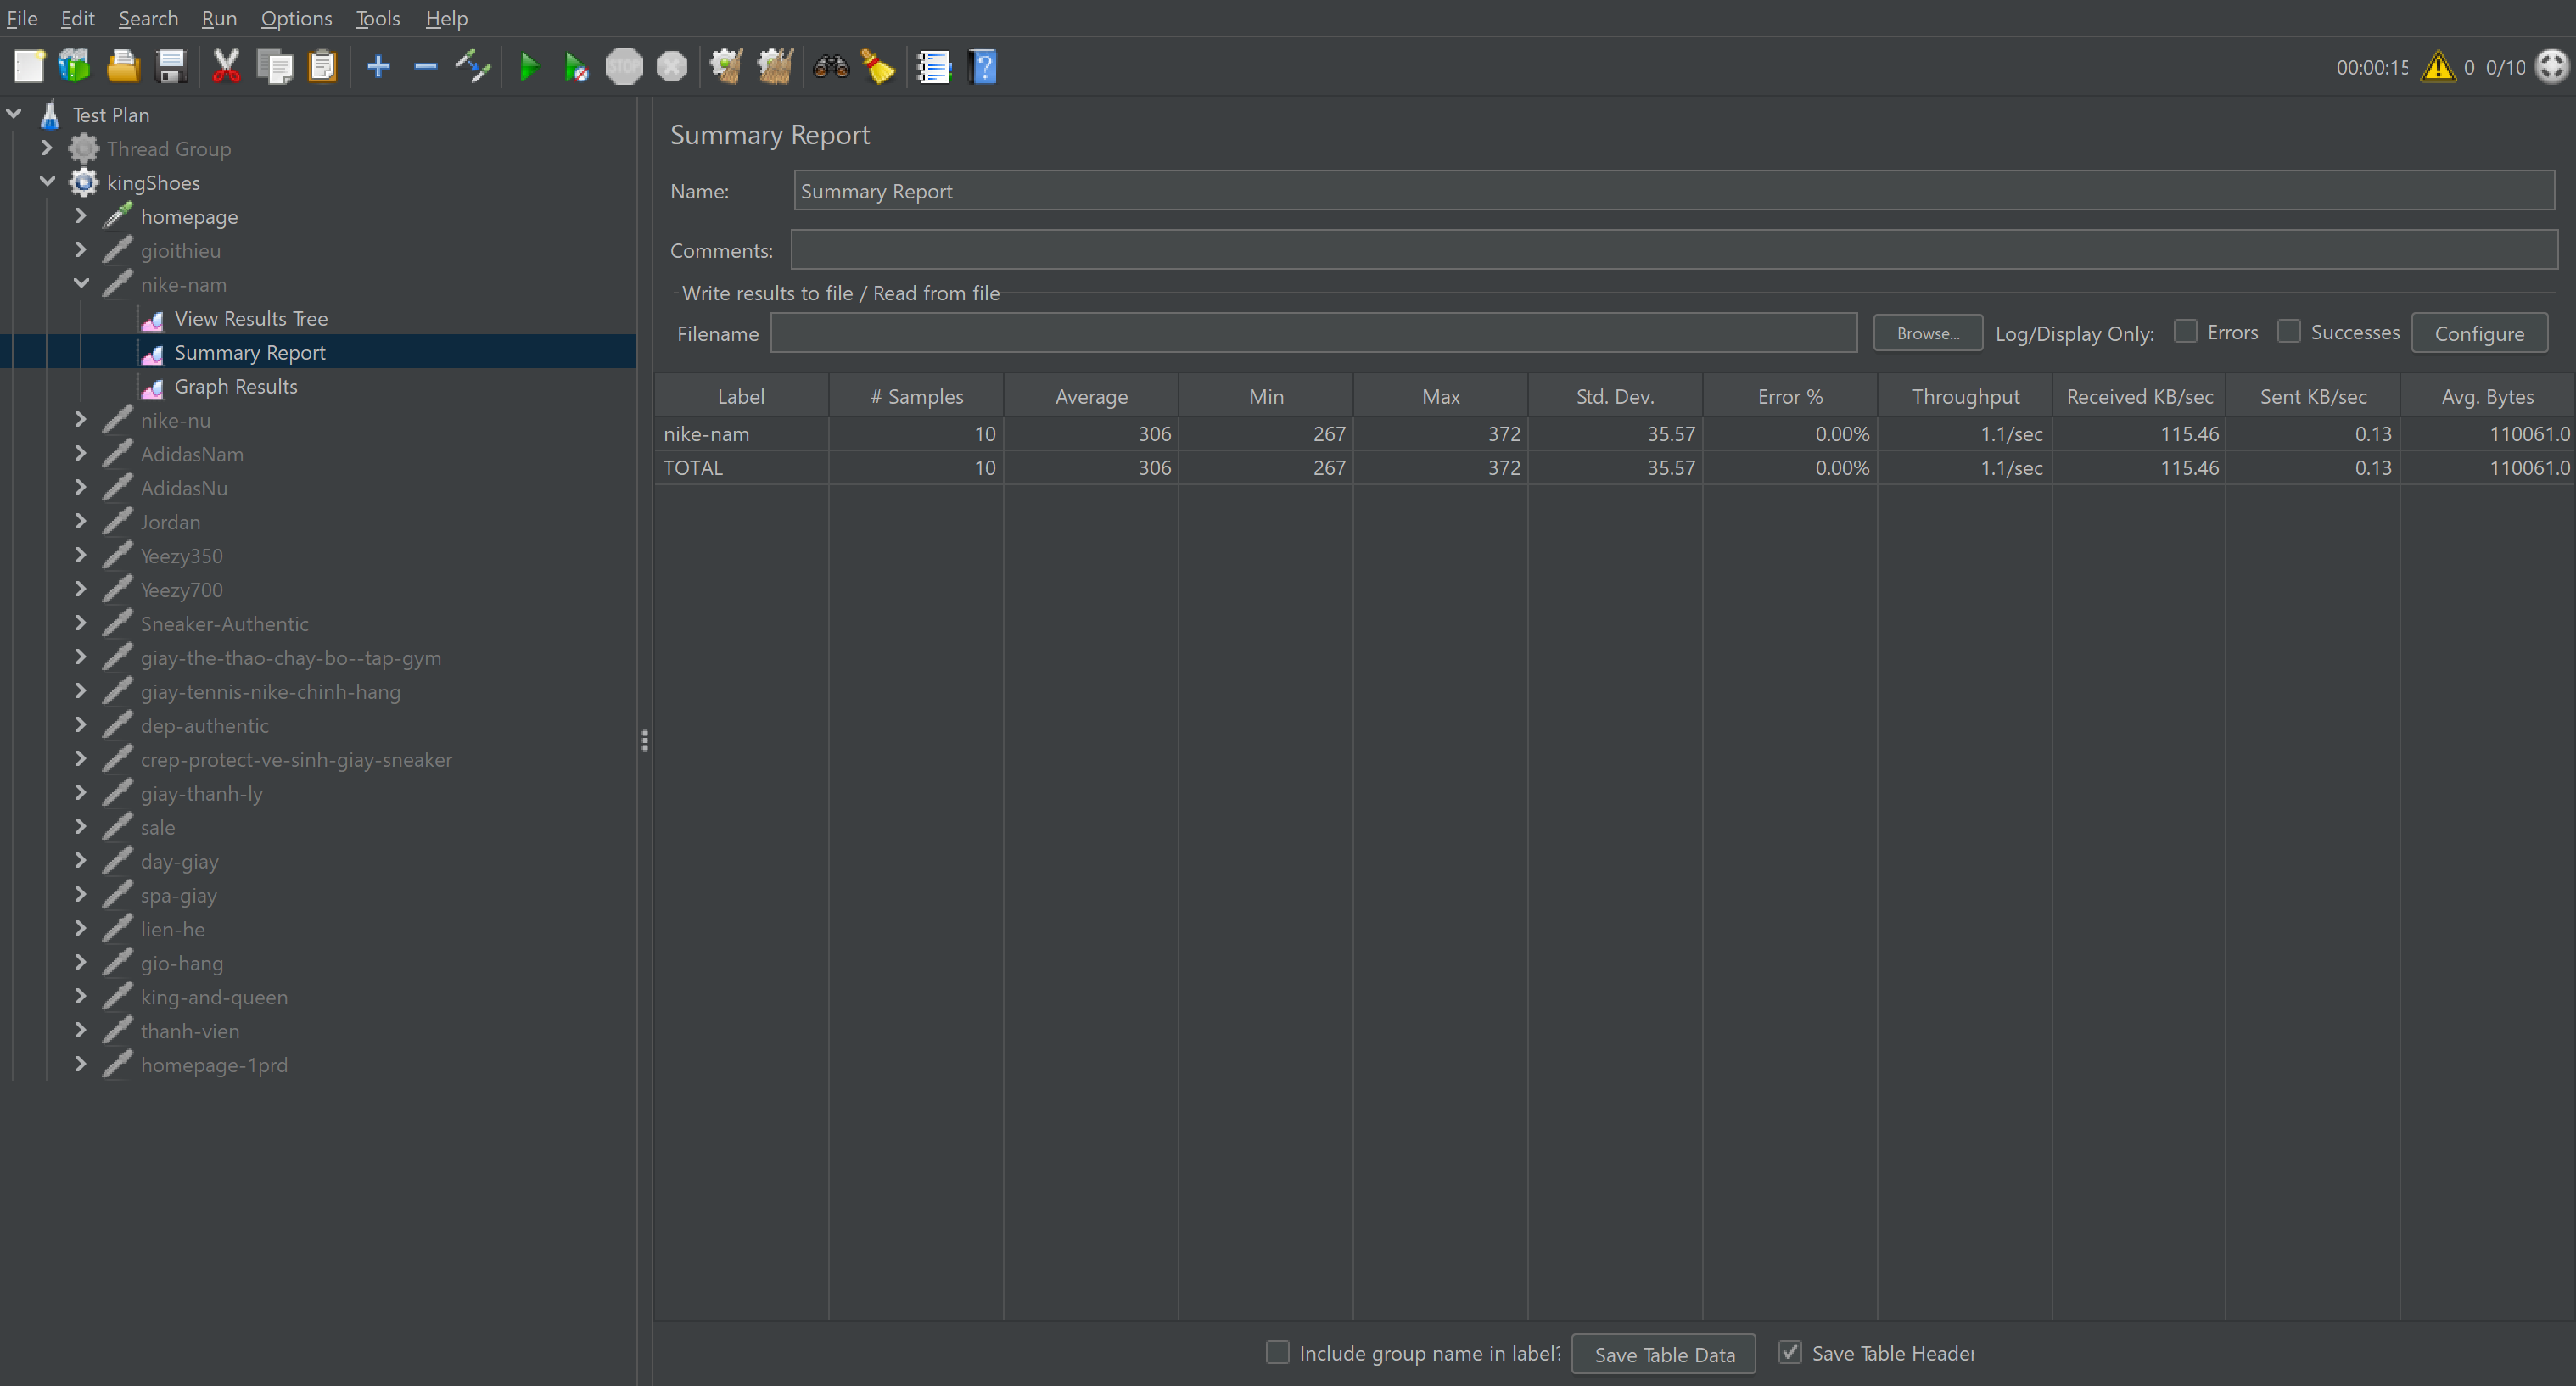 File Edit Search Run Options Tools Help
STOP
00:00:15 0 0/10
Test Plan
Thread Group
kingShoes
homepage
gioithieu
nike-nam
View Results Tree
Summary Report
Graph Results
nike-nu
AdidasNam
AdidasNu
Jordan
Yeezy350
Yeezy700
Sneaker-Authentic
giay-the-thao-chay-bo--tap-gym
giay-tennis-nike-chinh-hang
dep-authentic
crep-protect-ve-sinh-giay-sneaker
giay-thanh-ly
sale
day-giay
spa-giay
lien-he
gio-hang
king-and-queen
thanh-vien
homepage-1prd
Summary Report
Name: Summary Report
Comments:
Write results to file / Read from file
Filename Browse... Log/Display Only: Errors Successes Configure
Label # Samples Average Min Max Std. Dev. Error % Throughput Received KB/sec Sent KB/sec Avg. Bytes
nike-nam 10 306 267 372 35.57 0.00% 1.1/sec 115.46 0.13 110061.0
TOTAL 10 306 267 372 35.57 0.00% 1.1/sec 115.46 0.13 110061.0
Include group name in label? Save Table Data Save Table Header